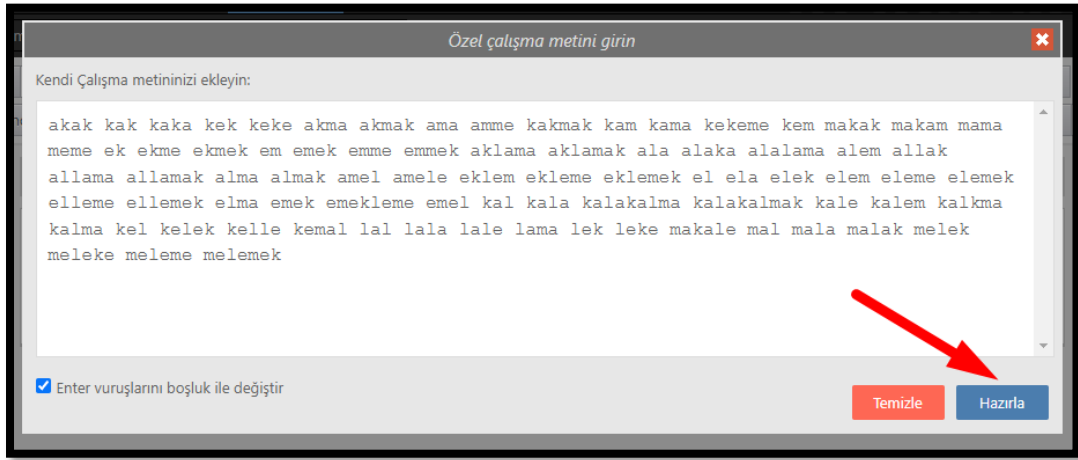 Özel çalışma metini girin
Kendi Çalışma metininizi ekleyin:
akak kak kaka kek keke akma akmak ama amme kakmak kam kama kekeme kem makak makam mama
meme ek ekme ekmek em emek emme emmek aklama aklamak ala alaka alalama alem allak
allama allamak alma almak amel amele eklem ekleme eklemek el ela elek elem eleme elemek
elleme ellemek elma emek emekleme emel kal kala kalakalma kalakalmak kale kalem kalkma
kalma kel kelek kelle kemal lal lala lale lama lek leke makale mal mala malak melek
meleke meleme melemek
Enter vuruşlarını boşluk ile değiştir
Temizle
Hazırla